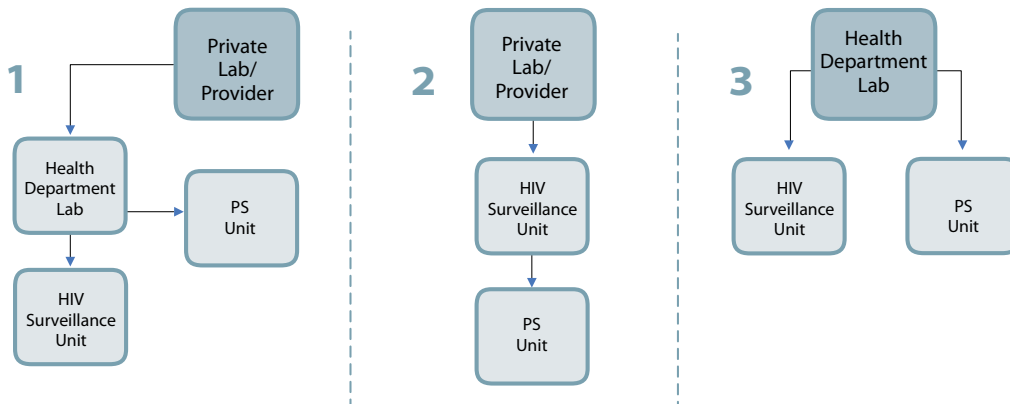 1
Private
Lab/
Provider
Health
Department
Lab
PS
Unit
HIV
Surveillance
Unit
2
Private
Lab/
Provider
HIV
Surveillance
Unit
PS
Unit
3
Health
Department
Lab
HIV
Surveillance
Unit
PS
Unit